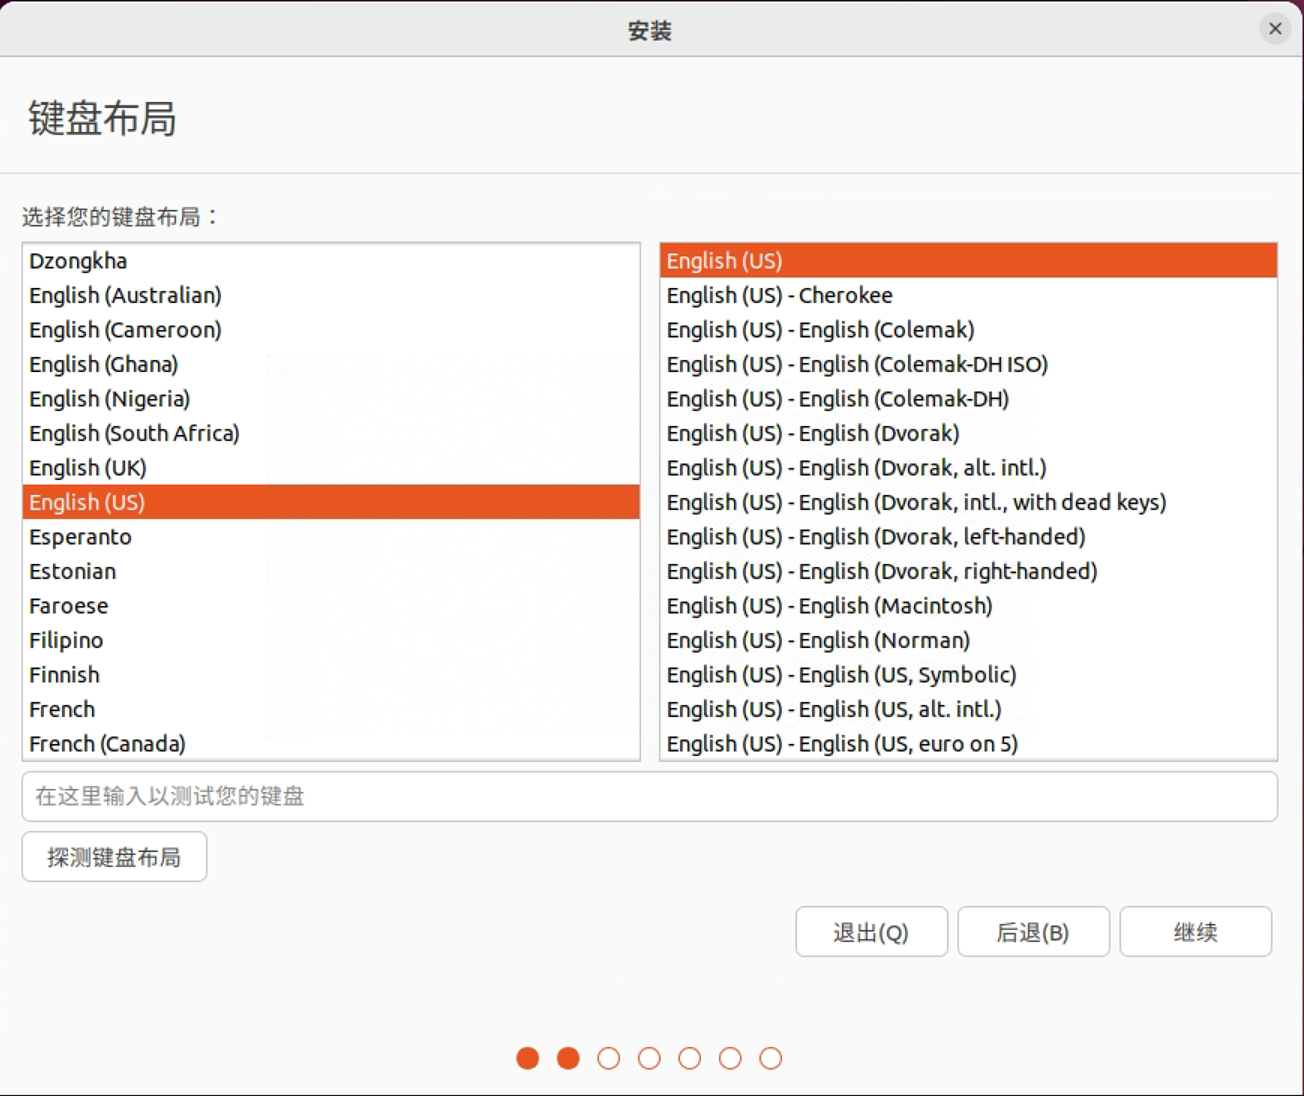 安装
键盘布局
选择您的键盘布局：
Dzongkha
English (Australian)
English (Cameroon)
English (Ghana)
English (Nigeria)
English (South Africa)
English (UK)
English (US)
Esperanto
Estonian
Faroese
Filipino
Finnish
French
French (Canada)
English (US)
English (US) - Cherokee
English (US) - English (Colemak)
English (US) - English (Colemak-DH ISO)
English (US) - English (Colemak-DH)
English (US) - English (Dvorak)
English (US) - English (Dvorak, alt. intl.)
English (US) - English (Dvorak, intl., with dead keys)
English (US) - English (Dvorak, left-handed)
English (US) - English (Dvorak, right-handed)
English (US) - English (Macintosh)
English (US) - English (Norman)
English (US) - English (US, Symbolic)
English (US) - English (US, alt. intl.)
English (US) - English (US, euro on 5)
在这里输入以测试您的键盘
探测键盘布局
退出(Q)
后退(B)
继续